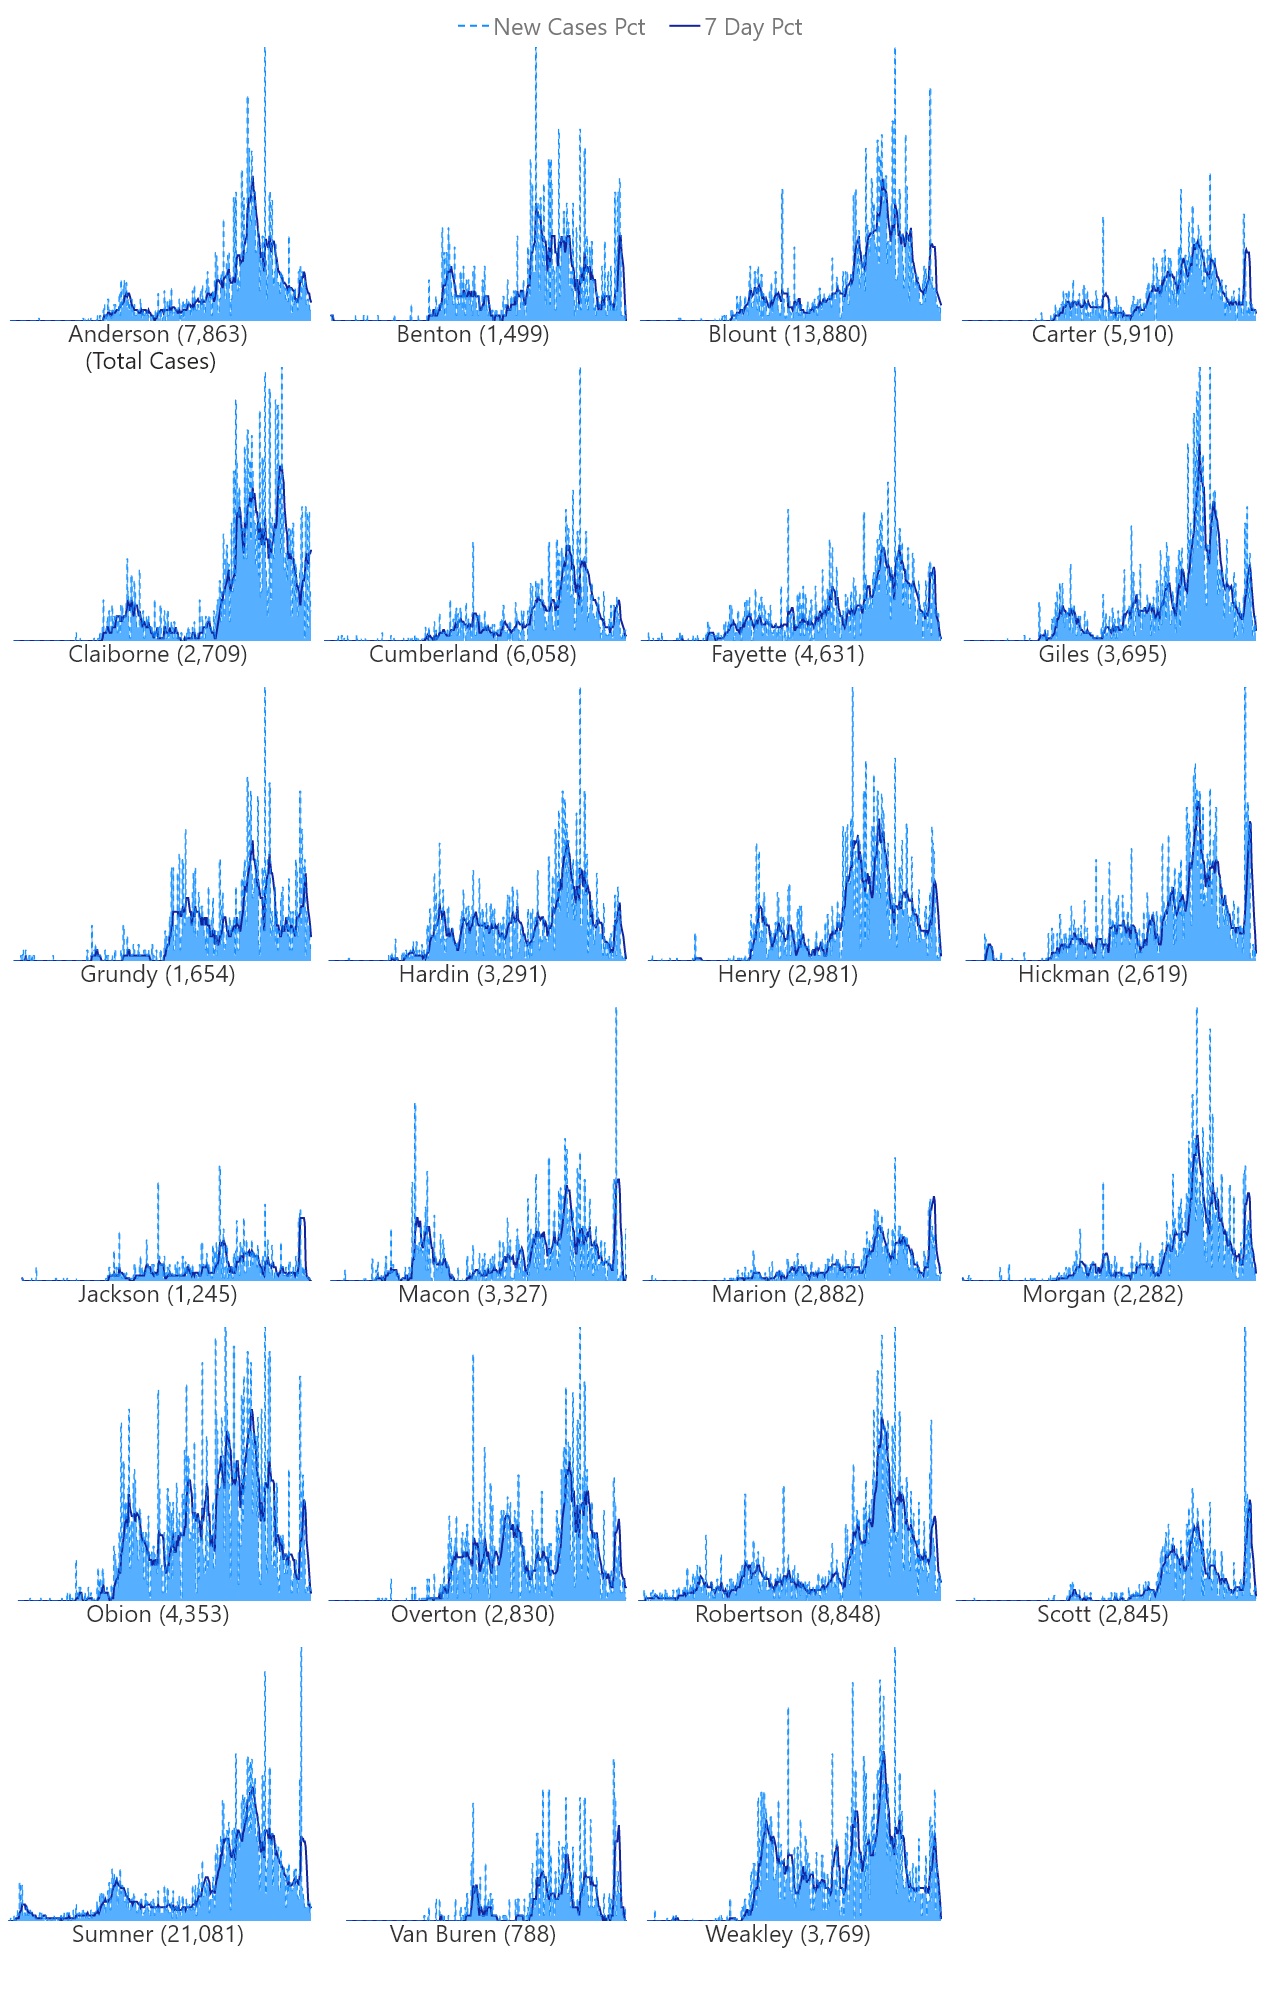 New Cases Pct 7 Day Pct
Anderson (7,863) Benton (1,499) Blount (13,880) Carter (5,910)
(Total Cases)
Claiborne (2,709) Cumberland (6,058) Fayette (4,631) Giles (3,695)
Grundy (1,654) Hardin (3,291) Henry (2,981) Hickman (2,619)
Jackson (1,245) Macon (3,327) Marion (2,882) Morgan (2,282)
Obion (4,353) Overton (2,830) Robertson (8,848) Scott (2,845)
Sumner (21,081) Van Buren (788) Weakley (3,769)